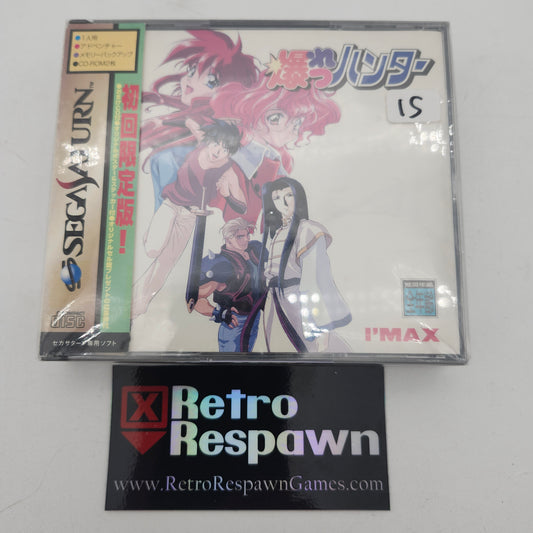 ●1人用
●アドベンチャー
●メモリーバックアップ
●CD-ROM2枚
SEGA SATURN™
初回限定版!
爆れつハンター
15
I'MAX
DISC
セガサターン専用ソフト
Retro
Respawn
www.RetroRespawnGames.com